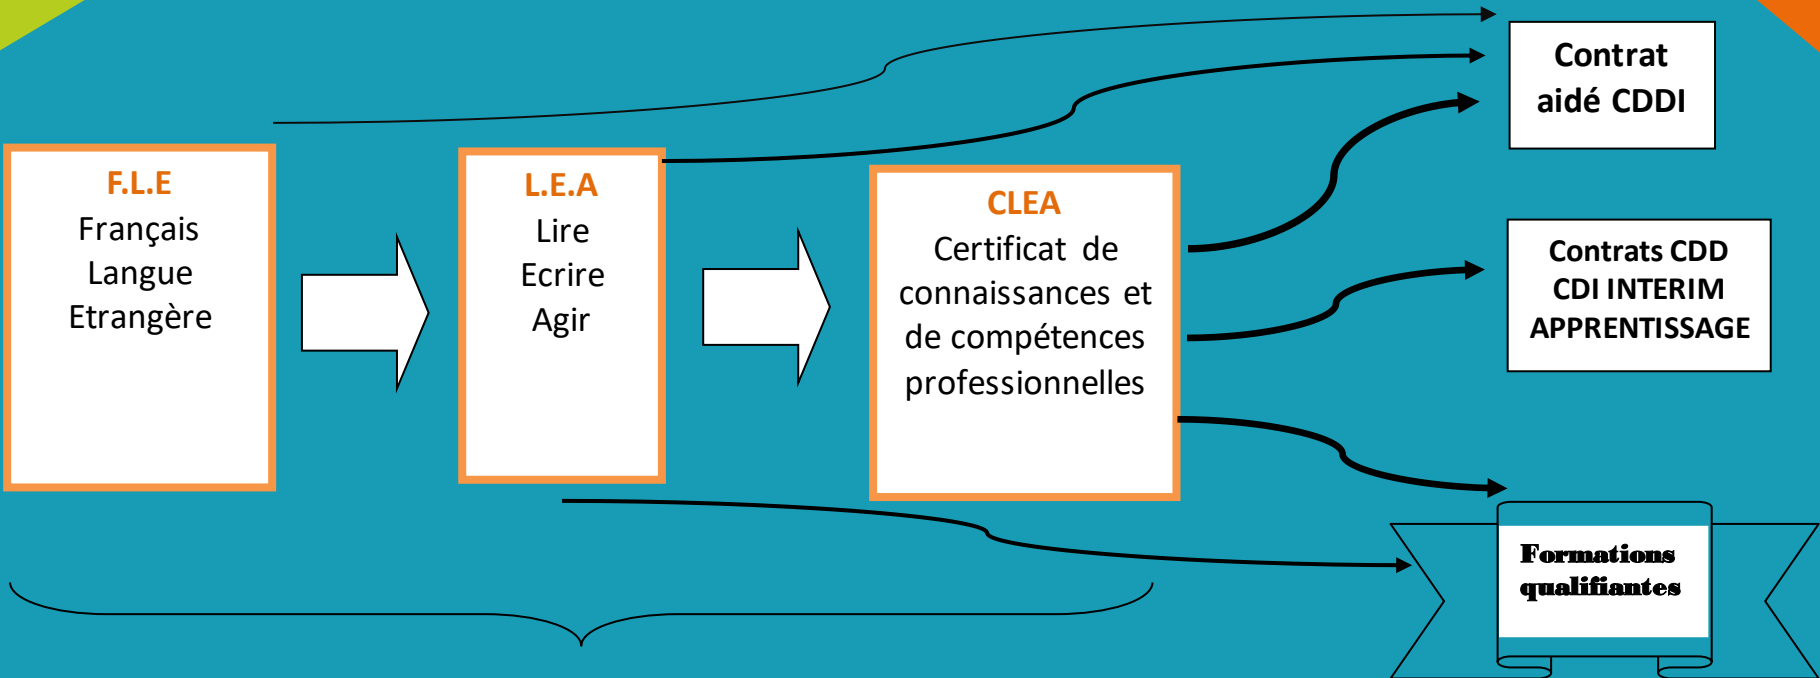 F.L.E
Français
Langue
Etrangère
L.E.A
Lire
Ecrire
Agir
CLEA
Certificat de
connaissances et
de compétences
professionnelles
Contrat
aidé CDDI
Contrats CDD
CDI INTERIM
APPRENTISSAGE
Formations
qualifiantes